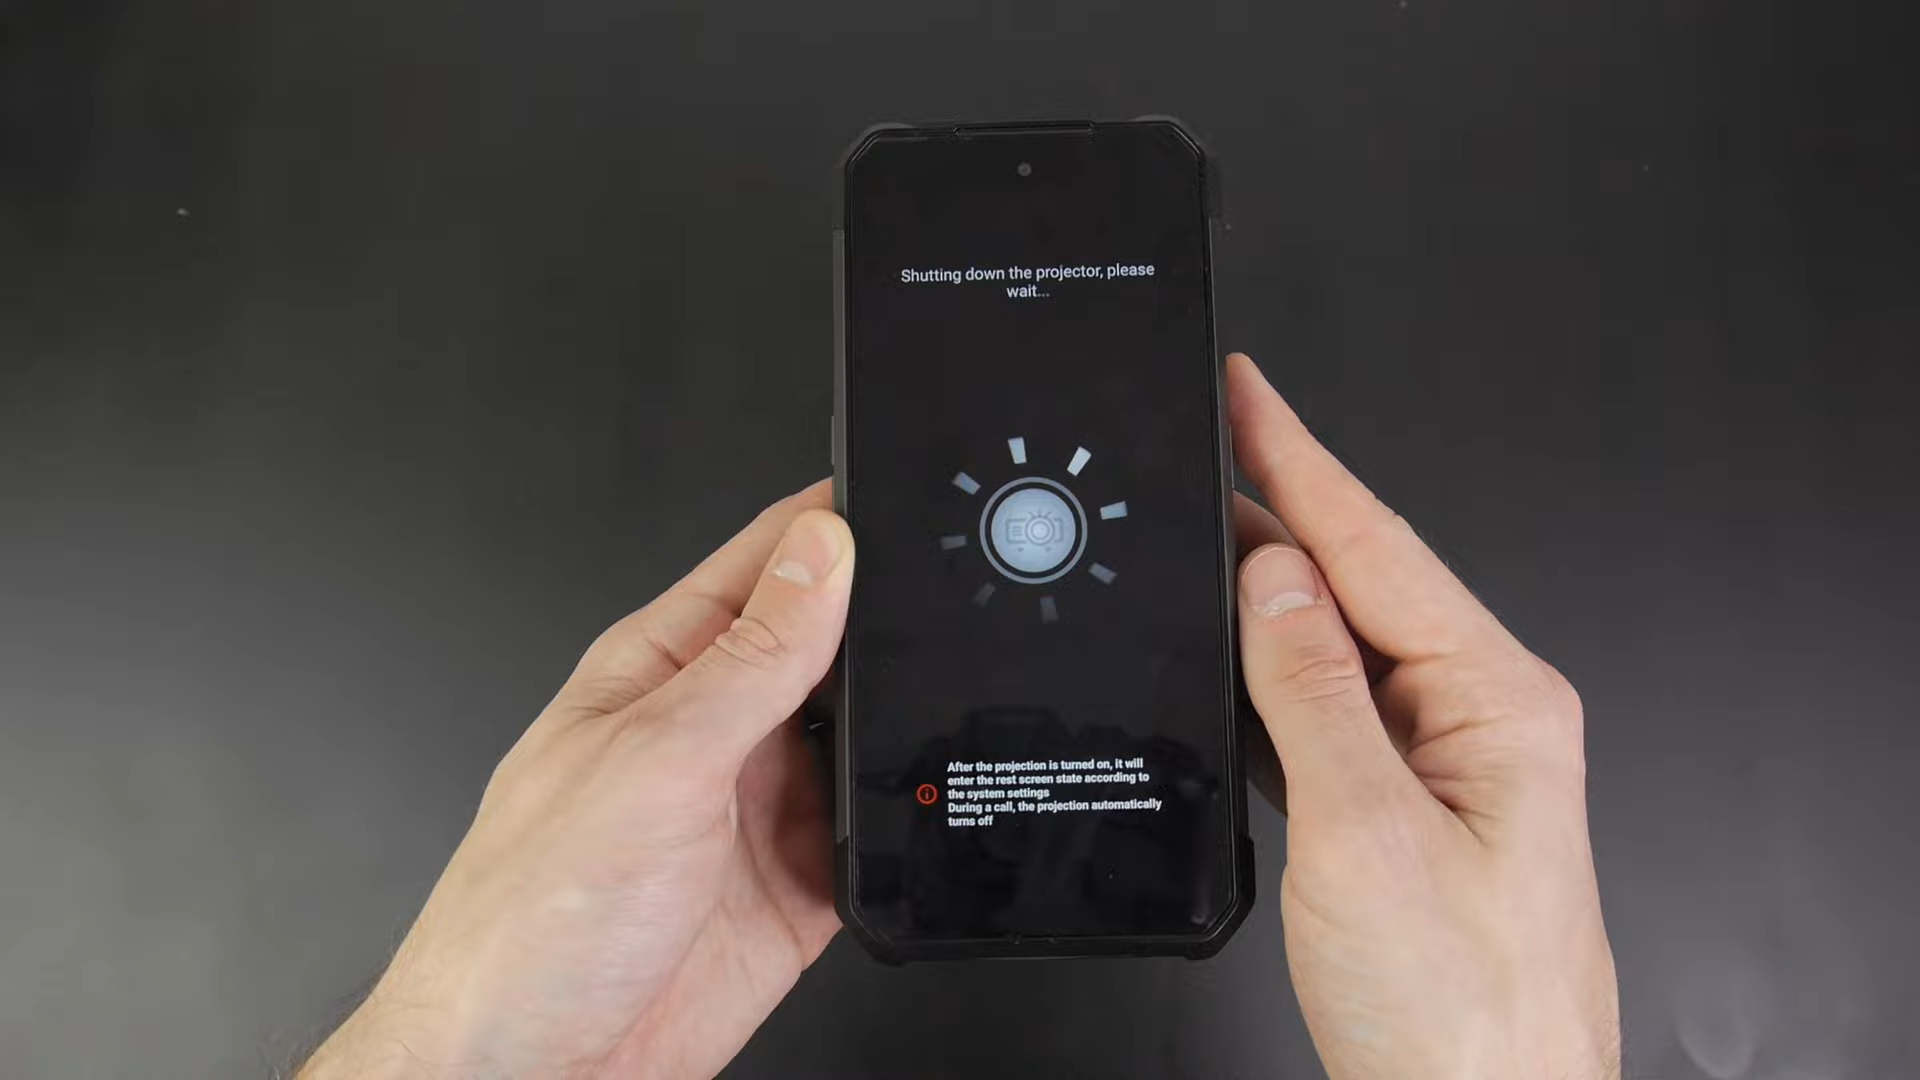 Shutting down the projector, please
wait...
After the projection is turned on, it will
enter the rest screen state according to
the system settings
During a call, the projection automatically
turns off